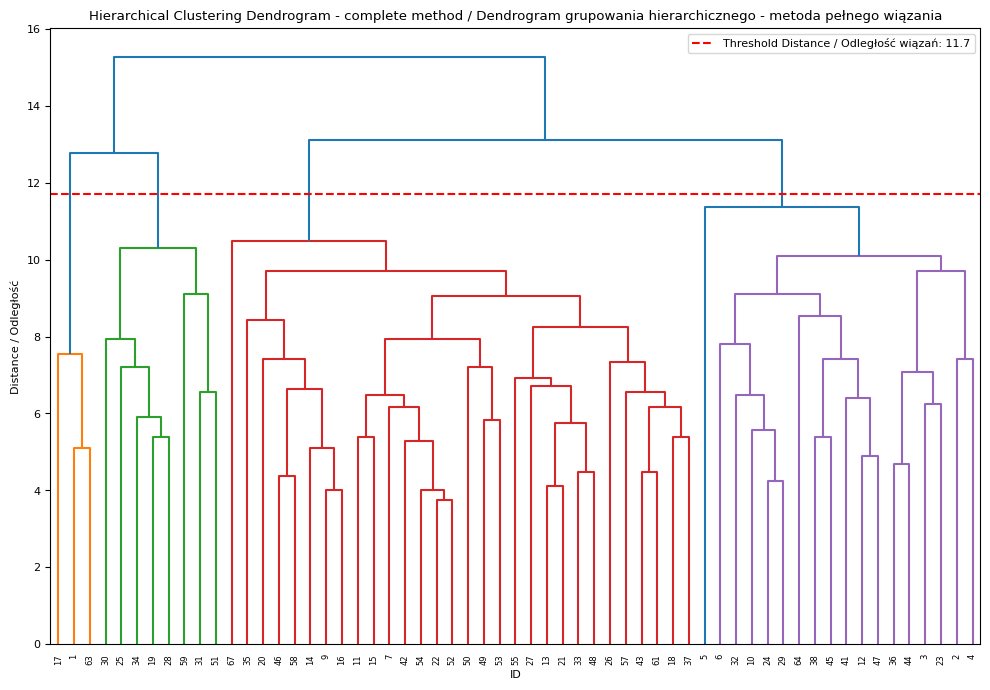 Hierarchical Clustering Dendrogram - complete method / Dendrogram grupowania hierarchicznego - metoda pełnego wiązania
Threshold Distance / Odległość wiązań: 11.7
16
14
12
10
8
6
4
2
0
Distance / Odległość
17 1 63 30 25 34 19 28 59 31 51 67 35 20 46 58 14 9 16 11 15 7 42 54 22 52 50 49 53 55 27 13 21 33 48 26 57 43 61 18 37 5 6 32 10 24 29 64 38 45 41 12 47 36 44 3 23 2 4
ID